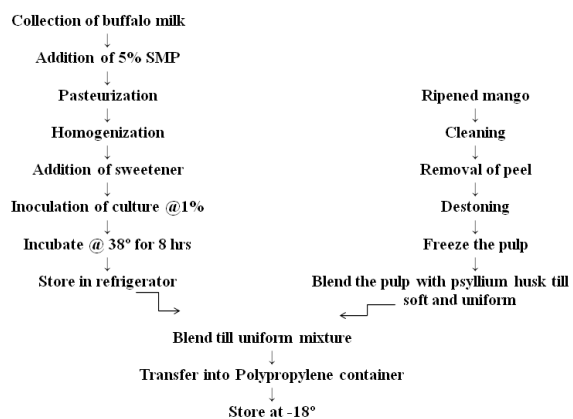 Collection of buffalo milk
↓
Addition of 5% SMP
↓
Pasteurization
↓
Homogenization
↓
Addition of sweetener
↓
Inoculation of culture @1%
↓
Incubate @ 38º for 8 hrs
↓
Store in refrigerator
Ripened mango
↓
Cleaning
↓
Removal of peel
↓
Destoning
↓
Freeze the pulp
↓
Blend the pulp with psyllium husk till
soft and uniform
Blend till uniform mixture
↓
Transfer into Polypropylene container
↓
Store at -18º